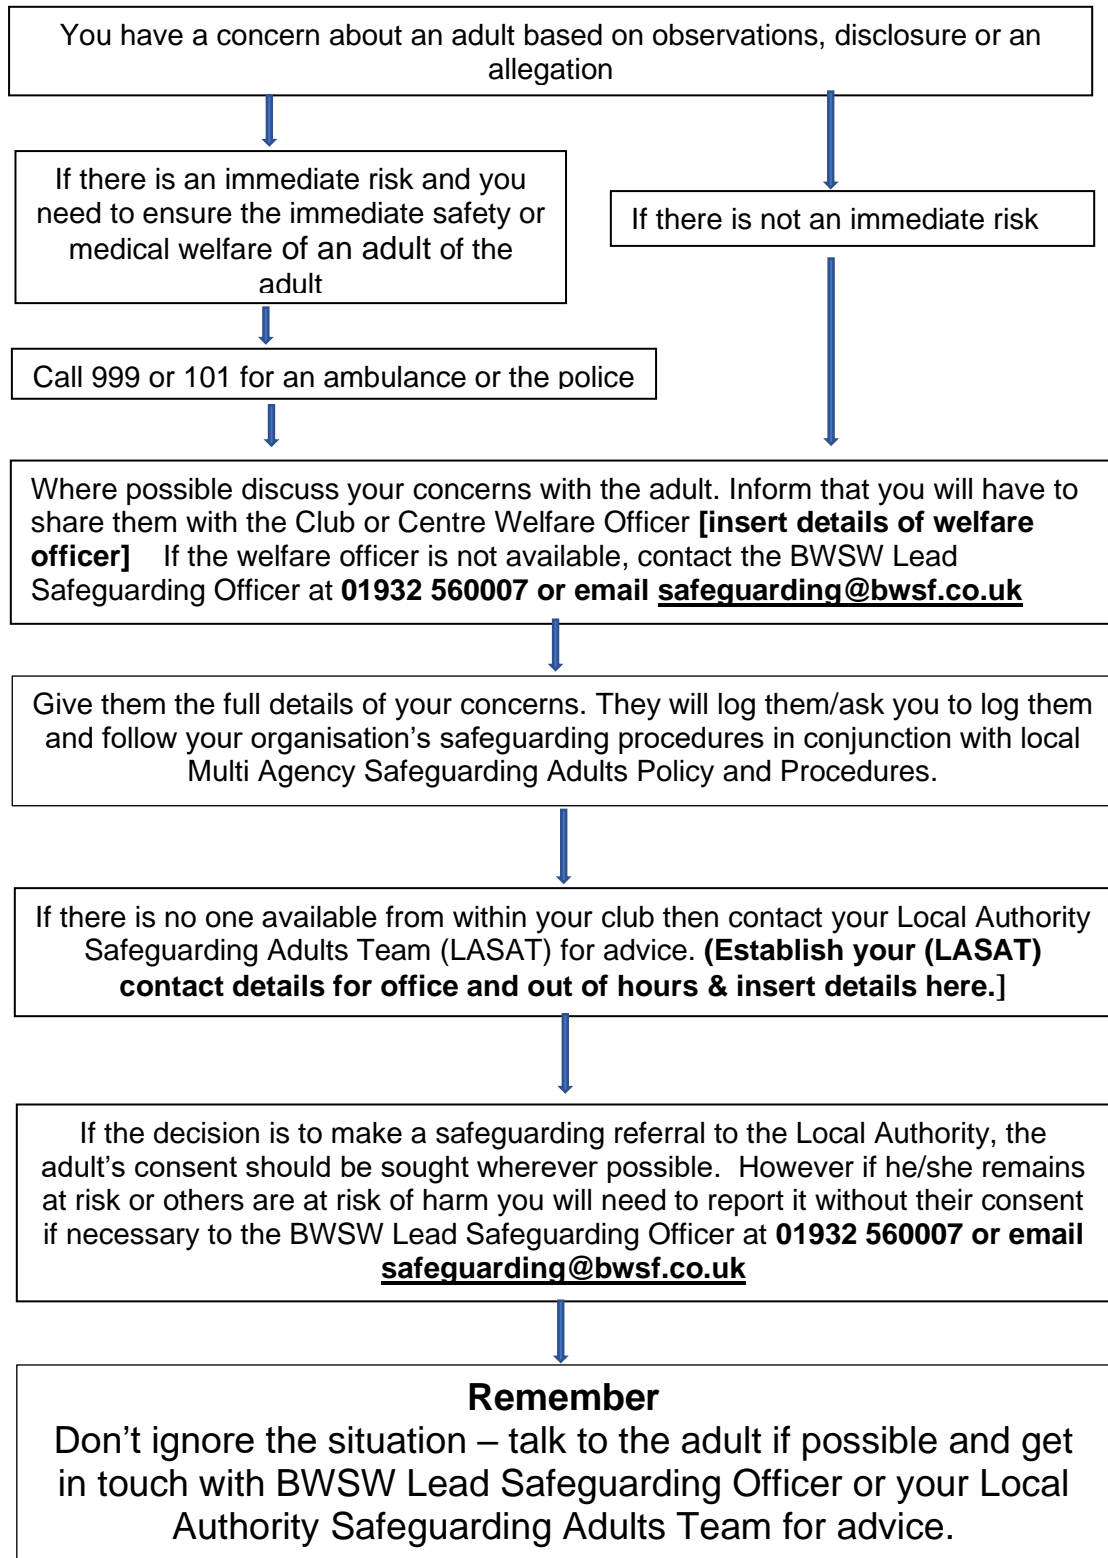 You have a concern about an adult based on observations, disclosure or an
allegation
If there is an immediate risk and you
need to ensure the immediate safety or
medical welfare of an adult of the
adult
If there is not an immediate risk
Call 999 or 101 for an ambulance or the police
Where possible discuss your concerns with the adult. Inform that you will have to
share them with the Club or Centre Welfare Officer [insert details of welfare
officer] If the welfare officer is not available, contact the BWSW Lead
Safeguarding Officer at 01932 560007 or email safeguarding@bwsf.co.uk
Give them the full details of your concerns. They will log them/ask you to log them
and follow your organisation’s safeguarding procedures in conjunction with local
Multi Agency Safeguarding Adults Policy and Procedures.
If there is no one available from within your club then contact your Local Authority
Safeguarding Adults Team (LASAT) for advice. (Establish your (LASAT)
contact details for office and out of hours & insert details here.]
If the decision is to make a safeguarding referral to the Local Authority, the
adult’s consent should be sought wherever possible. However if he/she remains
at risk or others are at risk of harm you will need to report it without their consent
if necessary to the BWSW Lead Safeguarding Officer at 01932 560007 or email
safeguarding@bwsf.co.uk
Remember
Don’t ignore the situation – talk to the adult if possible and get
in touch with BWSW Lead Safeguarding Officer or your Local
Authority Safeguarding Adults Team for advice.